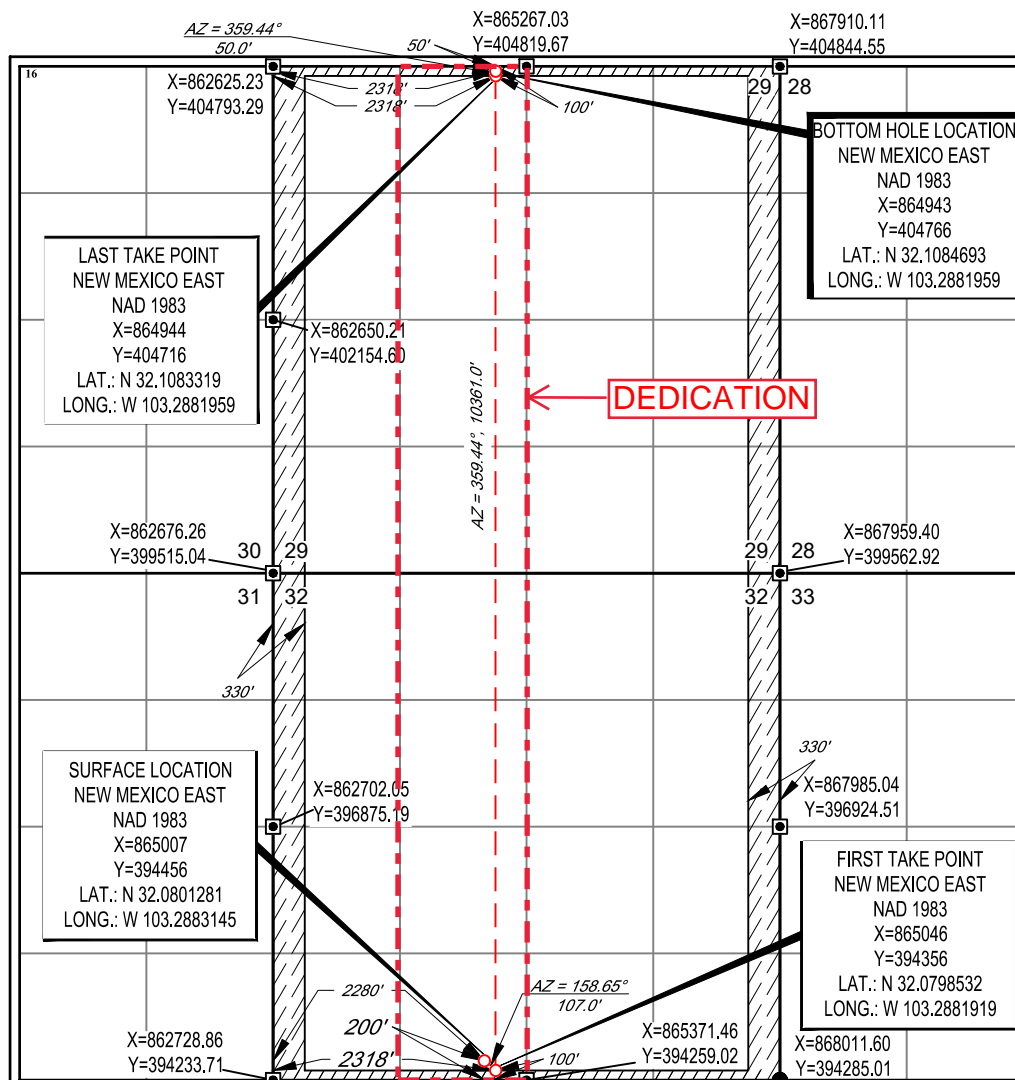 AZ = 359.44°
50.0'
50'
X=865267.03
Y=404819.67
X=867910.11
Y=404844.55
16
X=862625.23
Y=404793.29
2318'
2318'
100'
29
28
BOTTOM HOLE LOCATION
NEW MEXICO EAST
NAD 1983
X=864943
Y=404766
LAT.: N 32.1084693
LONG.: W 103.2881959
LAST TAKE POINT
NEW MEXICO EAST
NAD 1983
X=864944
Y=404716
LAT.: N 32.1083319
LONG.: W 103.2881959
X=862650.21
Y=402154.60
DEDICATION
AZ = 359.44°, 10361.0'
X=862676.26
Y=399515.04
30
29
31
32
29
28
32
33
X=867959.40
Y=399562.92
330'
330'
SURFACE LOCATION
NEW MEXICO EAST
NAD 1983
X=865007
Y=394456
LAT.: N 32.0801281
LONG.: W 103.2883145
X=862702.05
Y=396875.19
X=867985.04
Y=396924.51
FIRST TAKE POINT
NEW MEXICO EAST
NAD 1983
X=865046
Y=394356
LAT.: N 32.0798532
LONG.: W 103.2881919
2280'
AZ = 158.65°
107.0'
200'
2318'
100'
X=862728.86
Y=394233.71
X=865371.46
Y=394259.02
X=868011.60
Y=394285.01